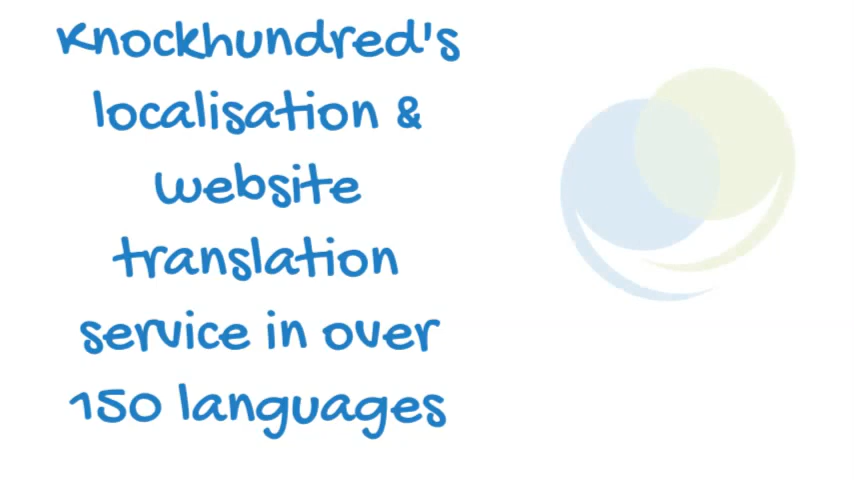 Knockhundred's
localisation &
website
translation
service in over
150 languages